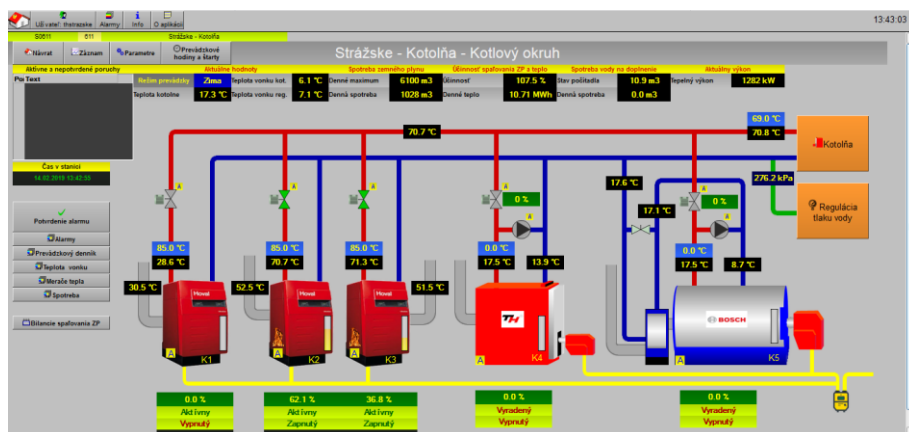 Užívateľ: thstrazske Alarmy Info O aplikácii
13:43:03
S0611 611 Strážske - Kotolňa
Návrat Záznam Parametre Prevádzkové hodiny a štarty
Strážske - Kotolňa - Kotlový okruh
Aktívne a nepotvrdené poruchy
Por Text
Aktuálne hodnoty Spotreba zemného plynu Účinnosť spaľovania ZP a teplo Spotreba vody na doplnenie Aktuálny výkon
Režim prevádzky Zima Teplota vonku kot. 6.1 °C Denné maximum 6100 m3 Účinnosť 107.5 % Stav počítadla 10.9 m3 Tepelný výkon 1282 kW
Teplota kotolne 17.3 °C Teplota vonku reg. 7.1 °C Denná spotreba 1028 m3 Denné teplo 10.71 MWh Denná spotreba 0.0 m3
69.0 °C
70.7 °C 70.8 °C
Kotolňa
Čas v stanici
14.02.2019 13:42:55
17.6 °C 276.2 kPa
A A A A A
0 % 0 %
17.1 °C
Regulácia
tlaku vody
A A
Potvrdenie alarmu
Alarmy
Prevádzkový denník
Teplota vonku
Merače tepla
Spotreba
Bilancie spaľovania ZP
85.0 °C 85.0 °C 85.0 °C 0.0 °C 0.0 °C
28.6 °C 70.7 °C 71.3 °C 17.5 °C 13.9 °C 17.5 °C 8.7 °C
30.5 °C 52.5 °C 51.5 °C
Hoval Hoval Hoval
TH BOSCH
A K1 A K2 A K3 A K4 A K5
0.0 % 62.1 % 36.8 % 0.0 % 0.0 %
Aktívny Aktívny Aktívny Vyradený Vyradený
Vypnutý Zapnutý Zapnutý Vypnutý Vypnutý